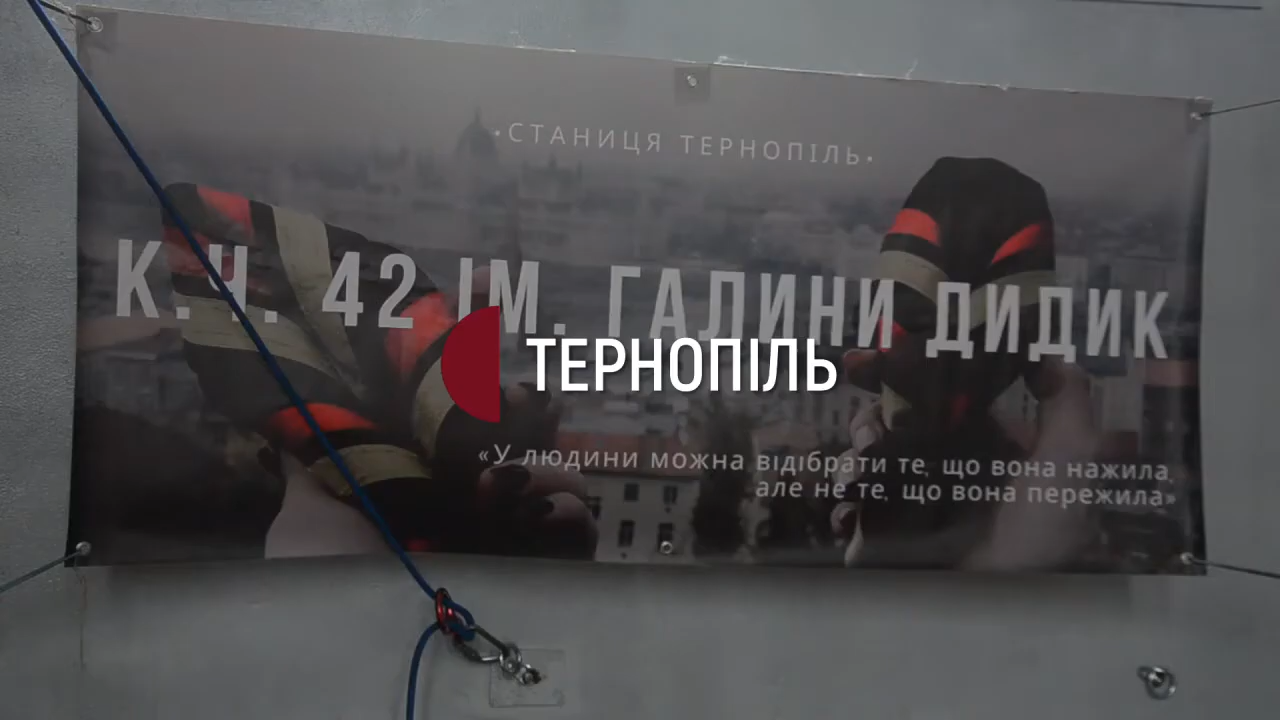 •СТАНИЦЯ ТЕРНОПІЛЬ•
К.Ч. 42 ІМ. ГАЛИНИ ДИДИК
ТЕРНОПІЛЬ
«У людини можна відібрати те, що вона нажила,
але не те, що вона пережила»